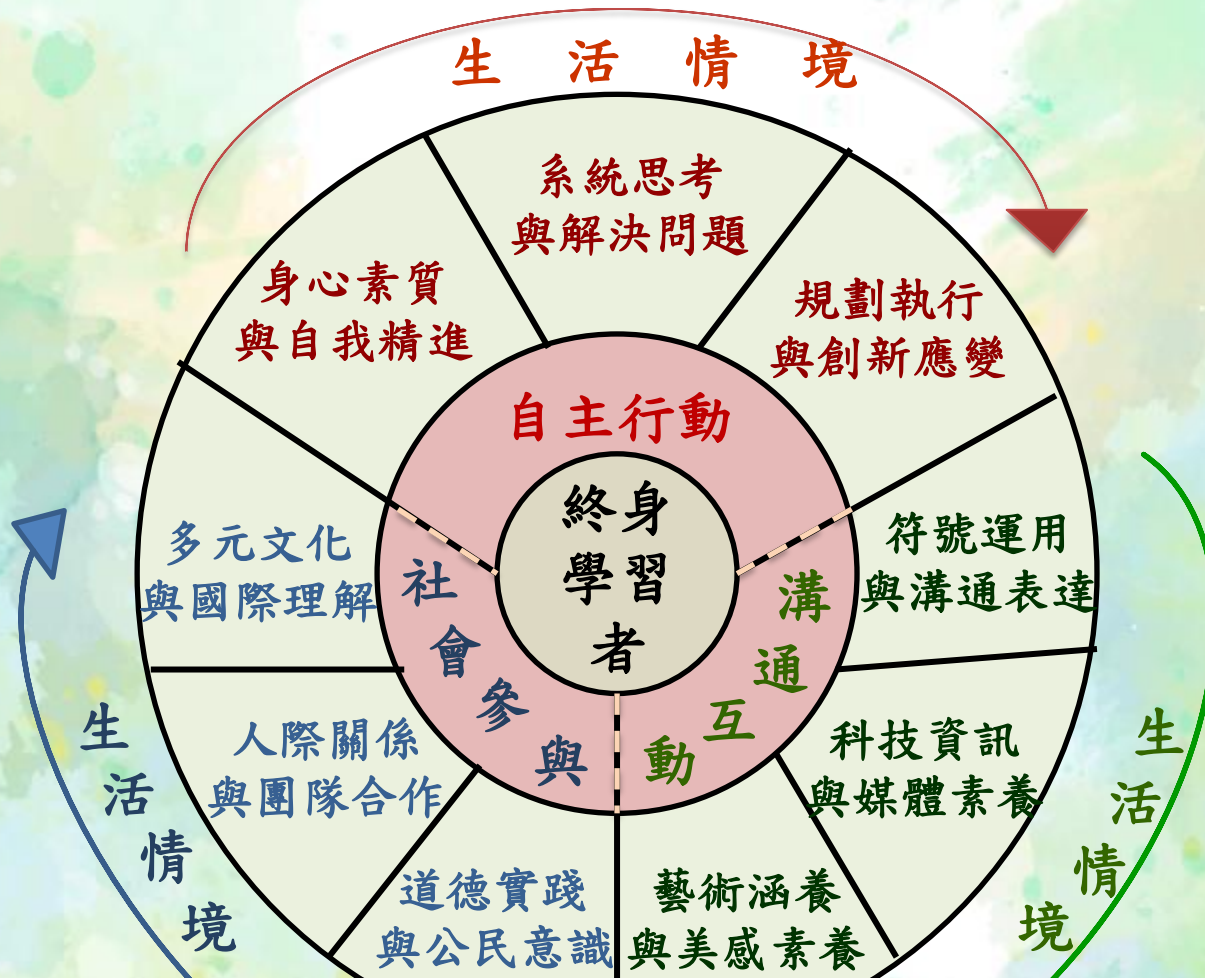 生活情境
系統思考
與解決問題
身心素質
與自我精進
規劃執行
與創新應變
自主行動
終身
學習
者
多元文化
與國際理解
社會參與
溝通互動
符號運用
與溝通表達
人際關係
與團隊合作
科技資訊
與媒體素養
道德實踐
與公民意識
藝術涵養
與美感素養
生活情境
生活情境